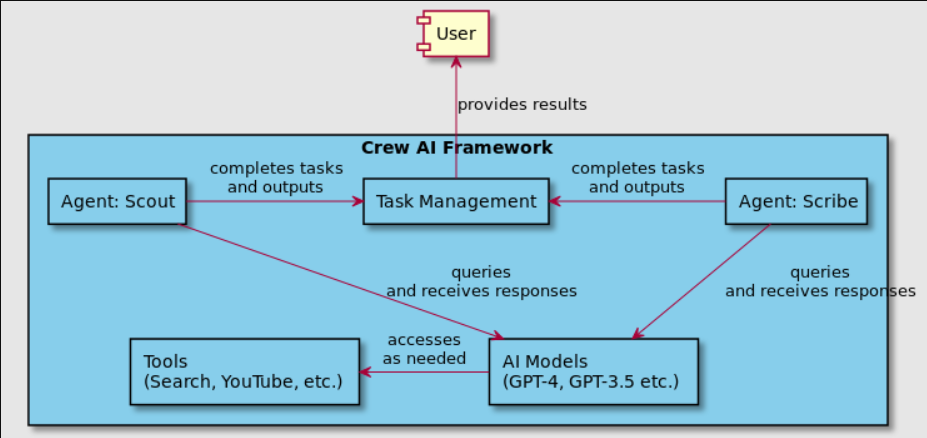 User
provides results
Crew AI Framework
completes tasks
and outputs
completes tasks
and outputs
Agent: Scout
Task Management
Agent: Scribe
queries
and receives responses
queries
and receives responses
accesses
as needed
Tools
(Search, YouTube, etc.)
AI Models
(GPT-4, GPT-3.5 etc.)